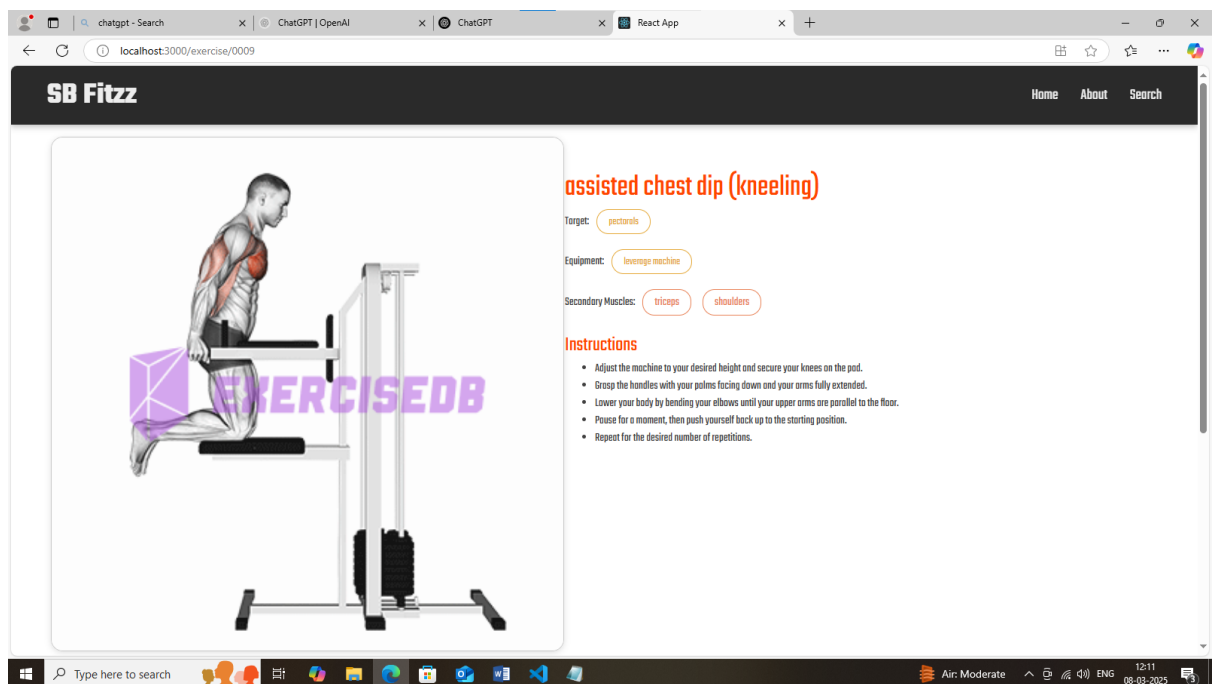 chatgpt - Search
ChatGPT | OpenAI
ChatGPT
React App
localhost:3000/exercise/0009
SB Fitzz
Home About Search
assisted chest dip (kneeling)
Target: pectorals
Equipment: leverage machine
Secondary Muscles: triceps shoulders
Instructions
• Adjust the machine to your desired height and secure your knees on the pad.
• Grasp the handles with your palms facing down and your arms fully extended.
• Lower your body by bending your elbows until your upper arms are parallel to the floor.
• Pause for a moment, then push yourself back up to the starting position.
• Repeat for the desired number of repetitions.
EXERCISEDB
Type here to search
Air: Moderate
ENG
12:11
08-03-2025
3